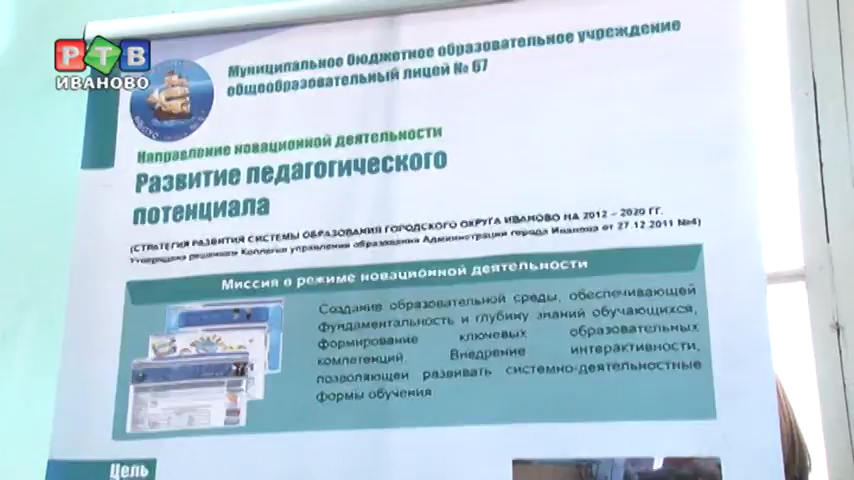 РТВ
ИВАНОВО
Муниципальное бюджетное образовательное учреждение
общеобразовательный лицей № 67
Направление новационной деятельности
Развитие педагогического
потенциала
(СТРАТЕГИЯ РАЗВИТИЯ СИСТЕМЫ ОБРАЗОВАНИЯ ГОРОДСКОГО ОКРУГА ИВАНОВО НА 2012 – 2020 ГГ.
Утверждена решением Коллегии управления образования Администрации города Иванова от 27.12.2011 №4)
Миссия в режиме новационной деятельности
Создание образовательной среды, обеспечивающей
фундаментальность и глубину знаний обучающихся,
формирование ключевых образовательных
компетенций. Внедрение интерактивности,
позволяющей развивать системно-деятельностные
формы обучения
Цель